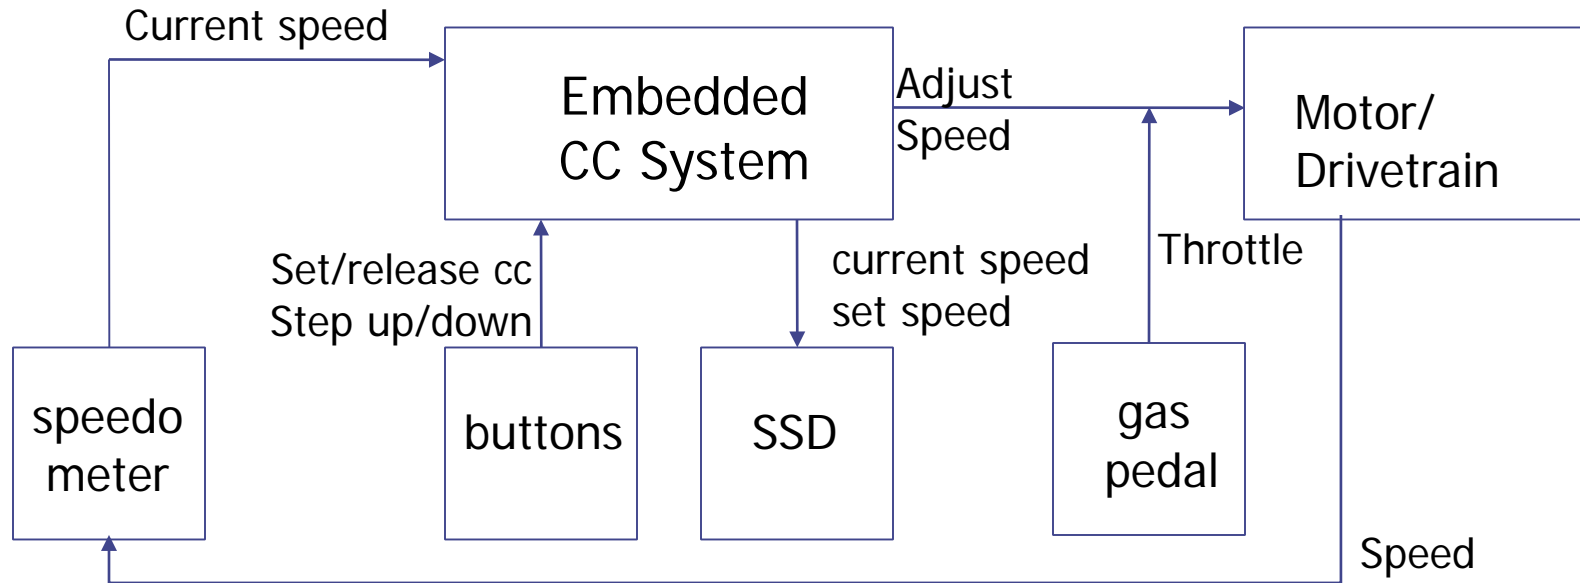 Current speed
Embedded
CC System
Adjust
Speed
Motor/
Drivetrain
Set/release cc
Step up/down
current speed
set speed
Throttle
speedo
meter
buttons
SSD
gas
pedal
Speed